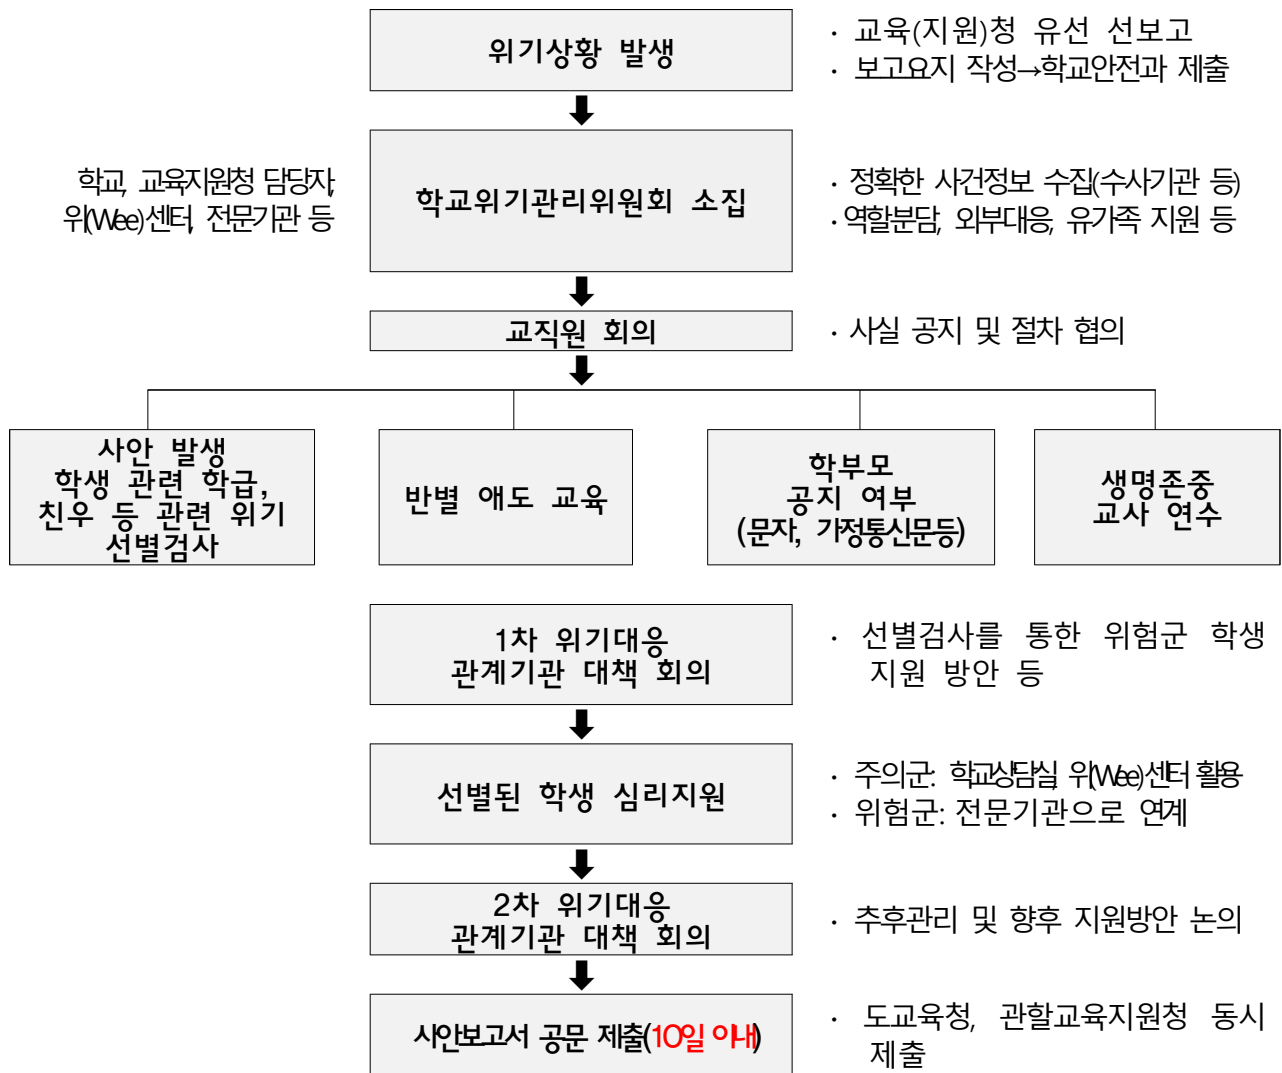 위기상황 발생
· 교육(지원)청 유선 선보고
· 보고요지 작성→학교안전과 제출
학교, 교육지원청 담당자,
위(Wee)센터, 전문기관 등
학교위기관리위원회 소집
· 정확한 사건정보 수집(수사기관 등)
· 역할분담, 외부대응, 유가족 지원 등
교직원 회의
· 사실 공지 및 절차 협의
사안 발생
학생 관련 학급,
친구 등 관련 위기
선별검사
반별 애도 교육
학부모
공지 여부
(문자, 가정통신문등)
생명존중
교사 연수
1차 위기대응
관계기관 대책 회의
· 선별검사를 통한 위험군 학생
지원 방안 등
선별된 학생 심리지원
· 주의군: 학교상담실, 위(Wee)센터 활용
· 위험군: 전문기관으로 연계
2차 위기대응
관계기관 대책 회의
· 추후관리 및 향후 지원방안 논의
사안보고서 공문 제출(10일 이내)
· 도교육청, 관할교육지원청 동시
제출